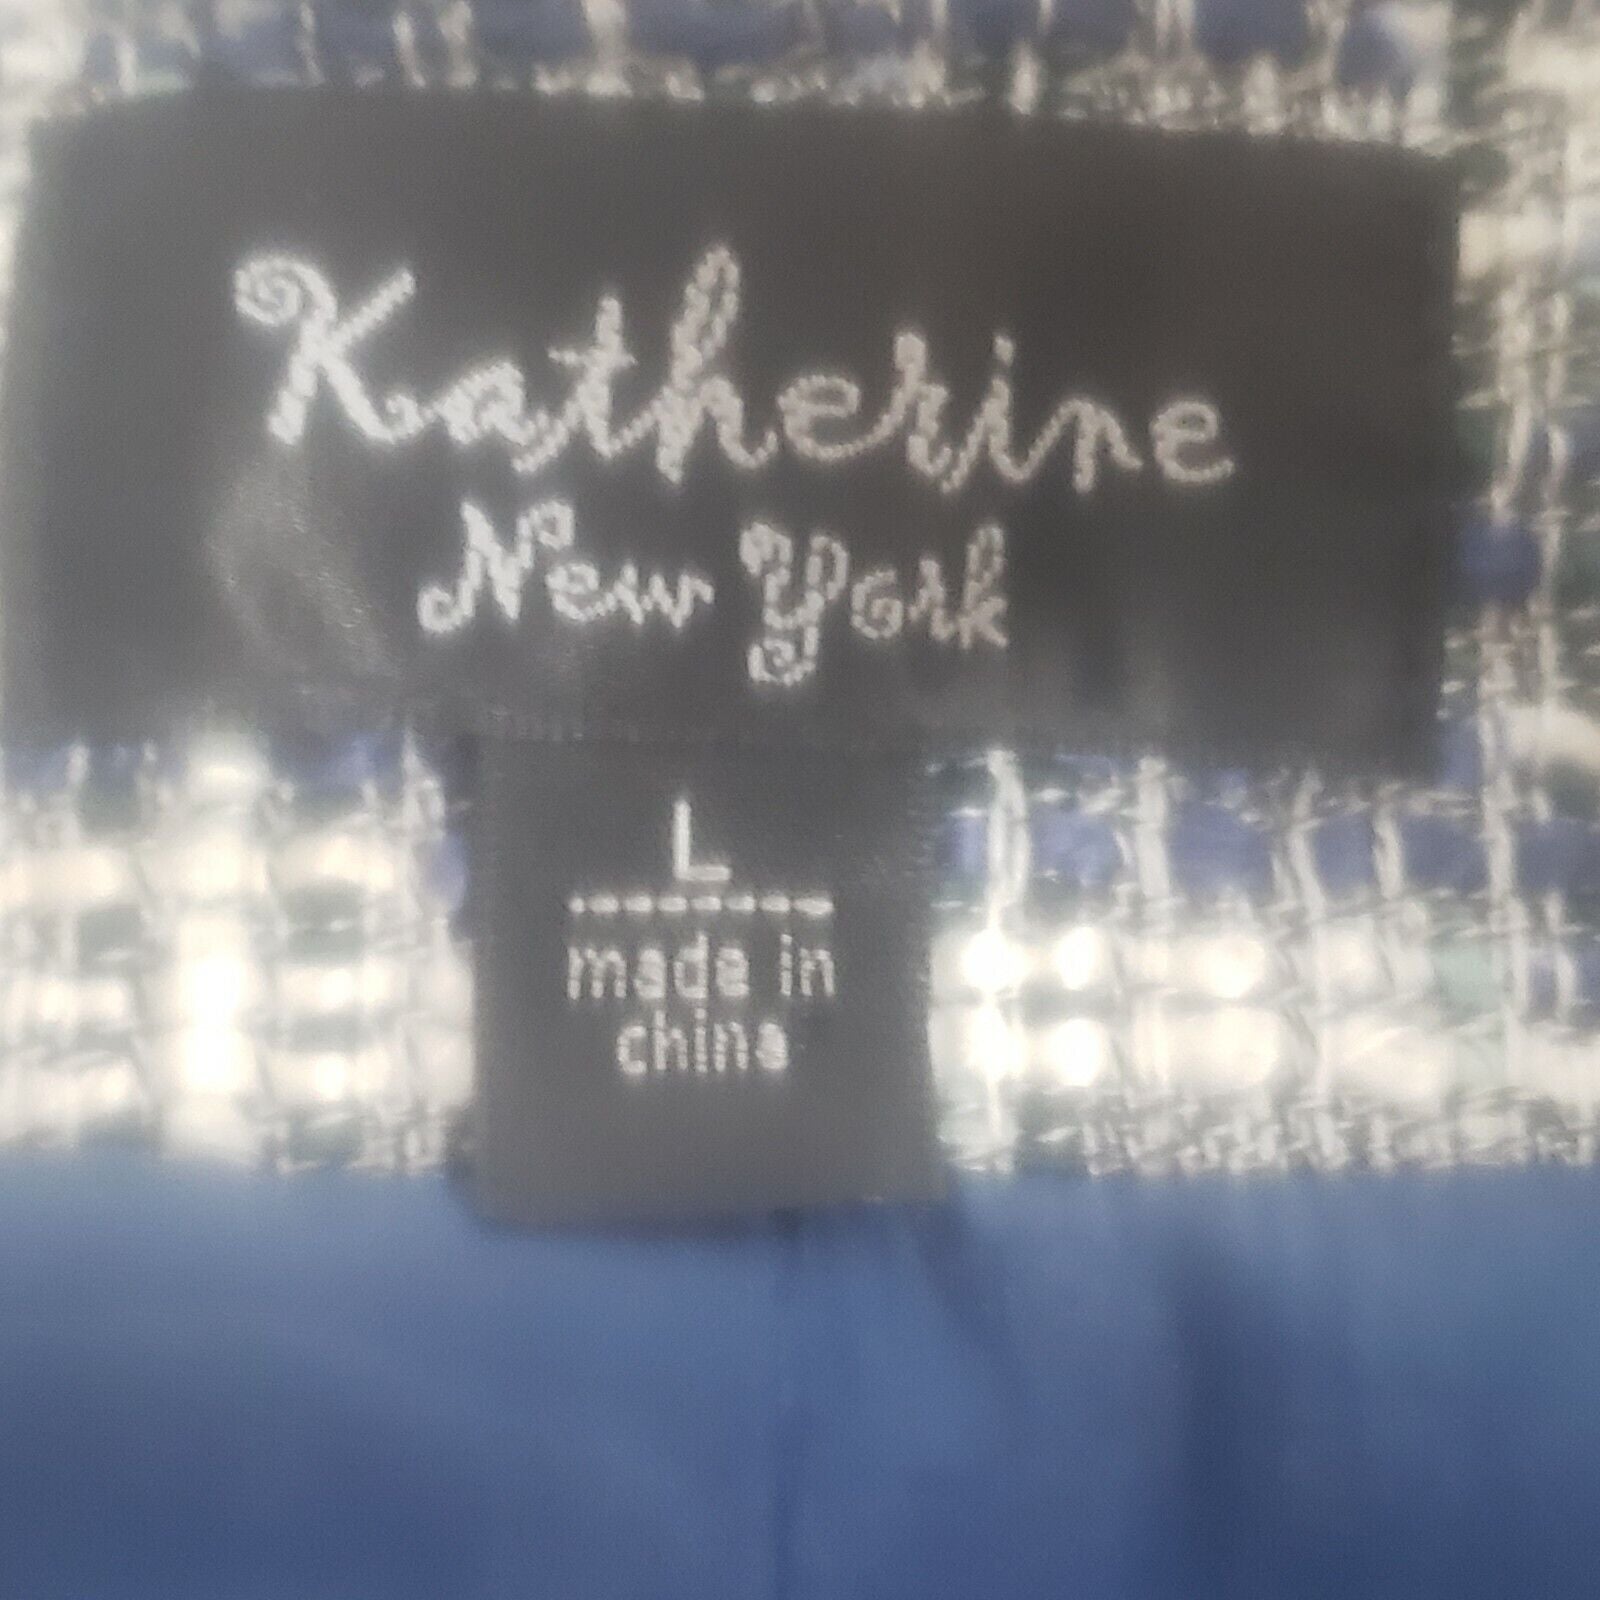 Katherine
New York
L
made in
china